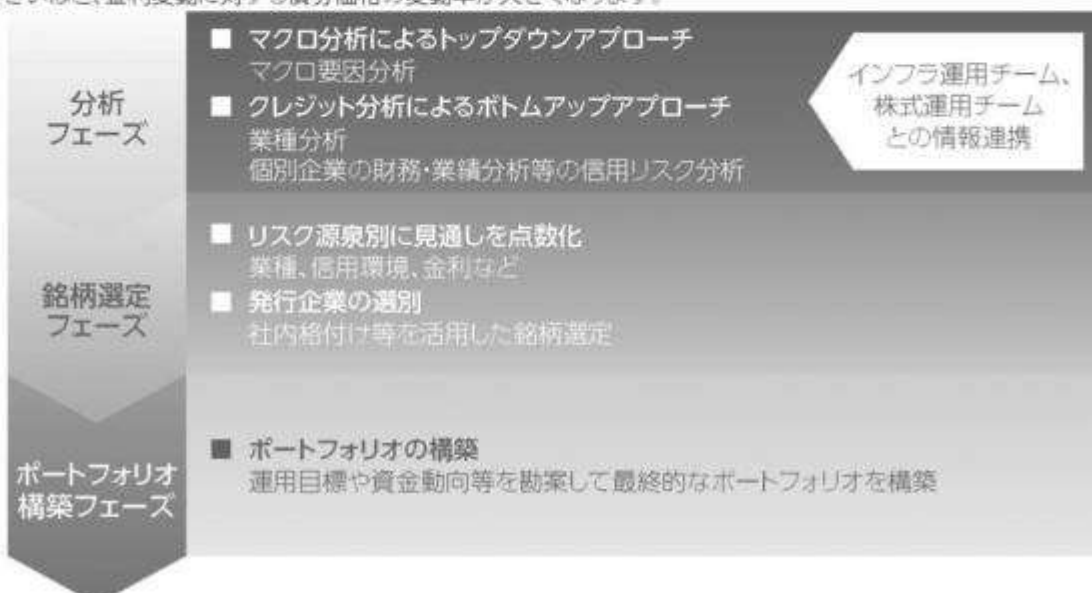 分析
フェーズ
■ マクロ分析によるトップダウンアプローチ
マクロ要因分析
■ クレジット分析によるボトムアップアプローチ
業種分析
個別企業の財務・業績分析等の信用リスク分析
インフラ運用チーム、
株式運用チーム
との情報連携
銘柄選定
フェーズ
■ リスク源泉別に見通しを点数化
業種、信用環境、金利など
■ 発行企業の選別
社内格付け等を活用した銘柄選定
ポートフォリオ
構築フェーズ
■ ポートフォリオの構築
運用目標や資金動向等を勘案して最終的なポートフォリオを構築